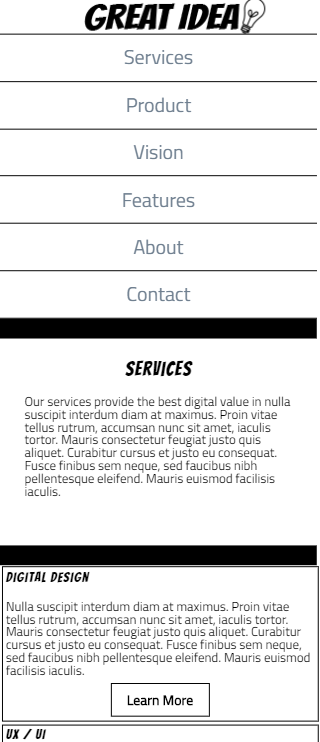 GREAT IDEA
Services
Product
Vision
Features
About
Contact
SERVICES
Our services provide the best digital value in nulla
suscipit interdum diam at maximus. Proin vitae
tellus rutrum, accumsan nunc sit amet, iaculis
tortor. Mauris consectetur feugiat justo quis
aliquet. Curabitur cursus et justo eu consequat.
Fusce finibus sem neque, sed faucibus nibh
pellentesque eleifend. Mauris euismod facilisis
iaculis.
DIGITAL DESIGN
Nulla suscipit interdum diam at maximus. Proin vitae
tellus rutrum, accumsan nunc sit amet, iaculis tortor.
Mauris consectetur feugiat justo quis aliquet. Curabitur
cursus et justo eu consequat. Fusce finibus sem neque,
sed faucibus nibh pellentesque eleifend. Mauris euismod
facilisis iaculis.
Learn More
UX / UI